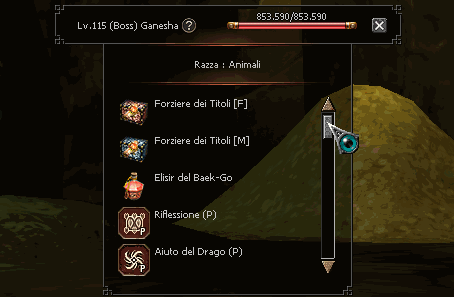 853.590/853.590
Lv.115 (Boss) Ganesha ?
Razza : Animali
Forziere dei Titoli [F]
Forziere dei Titoli [M]
Elisir del Baek-Go
Riflessione (P)
P
Aiuto del Drago (P)
P